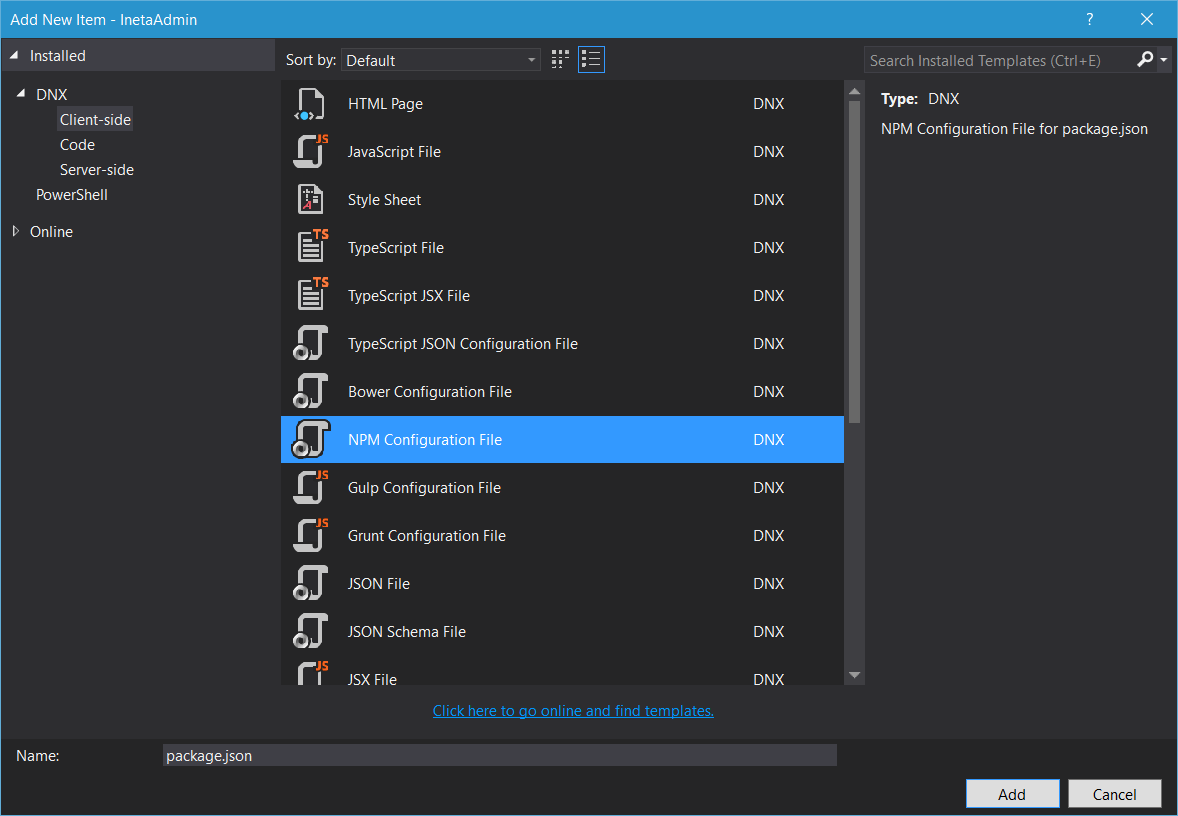 Add New Item - InetaAdmin
?
Installed
Sort by: Default
Search Installed Templates (Ctrl+E)
DNX
Client-side
Code
Server-side
PowerShell
Online
HTML Page DNX
JS
JavaScript File DNX
A
Style Sheet DNX
TS
TypeScript File DNX
TS
TypeScript JSX File DNX
TypeScript JSON Configuration File DNX
Bower Configuration File DNX
NPM Configuration File DNX
JS
Gulp Configuration File DNX
JS
Grunt Configuration File DNX
JSON File DNX
JSON Schema File DNX
JS
JSX File DNX
Click here to go online and find templates.
Type: DNX
NPM Configuration File for package.json
Name: package.json
Add Cancel